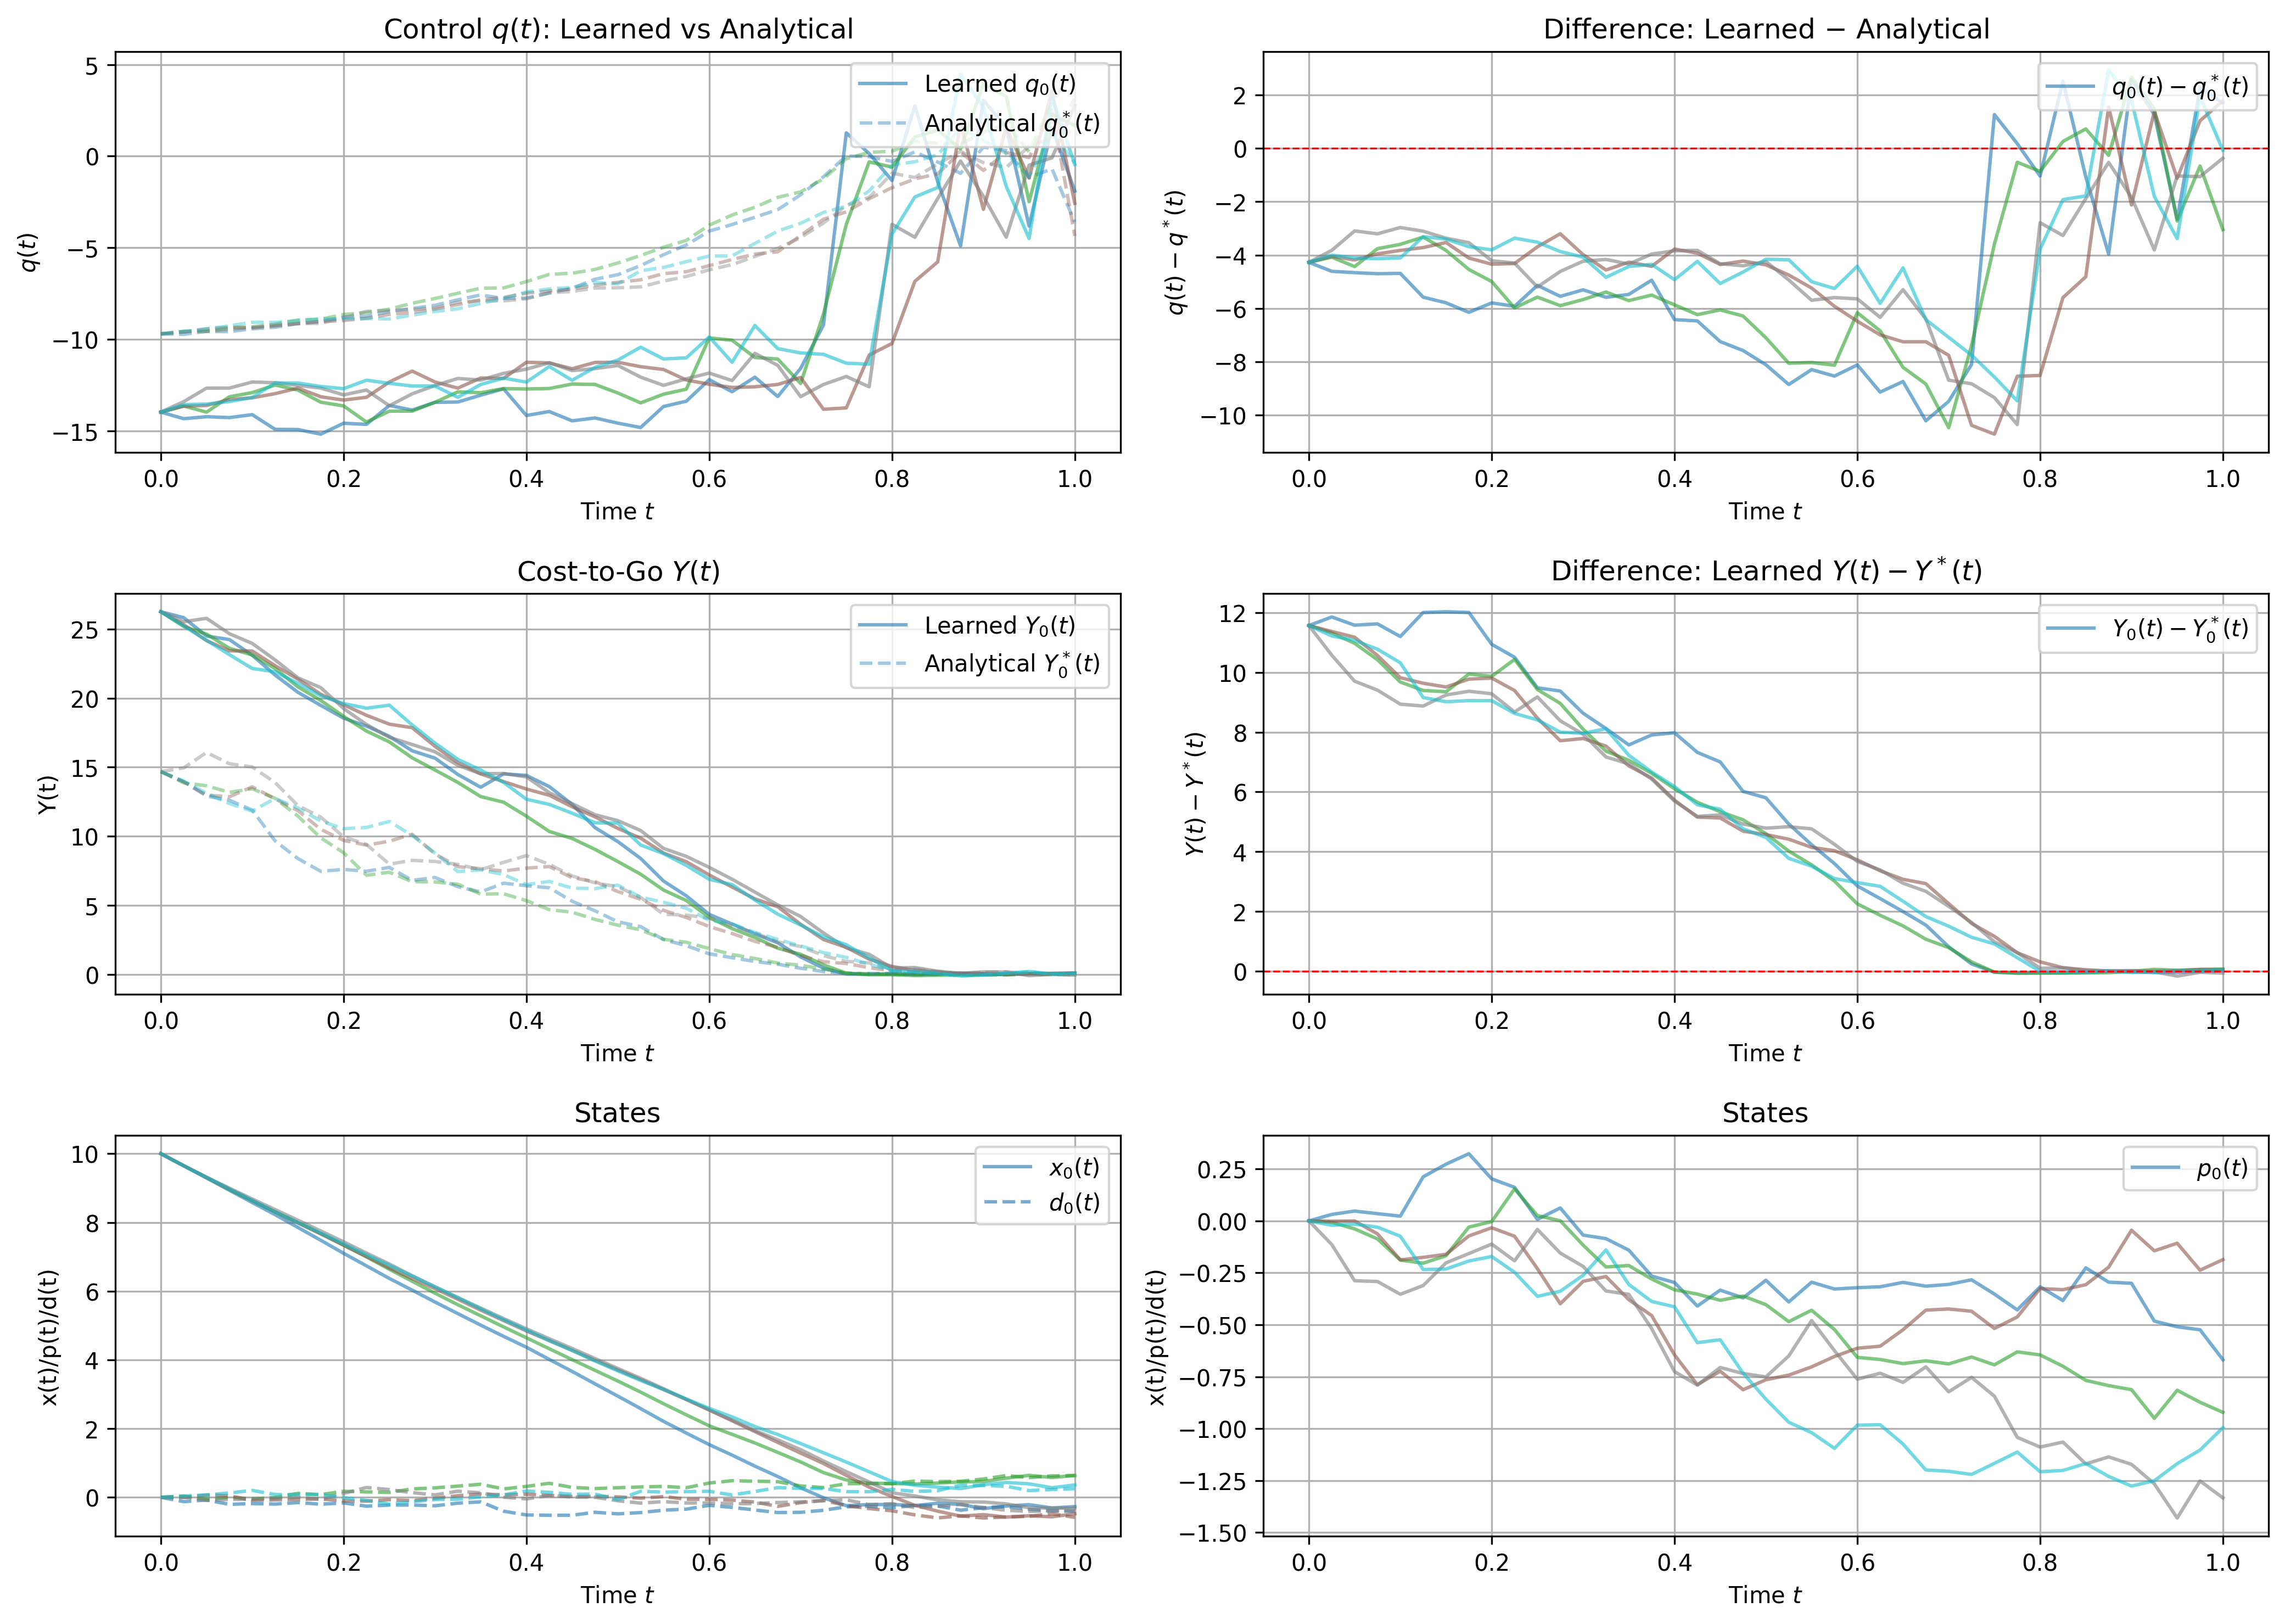 Control q(t): Learned vs Analytical
5
0
−5
−10
−15
q(t)
Learned q₀(t)
Analytical q₀*(t)
0.0 0.2 0.4 0.6 0.8 1.0
Time t
Difference: Learned − Analytical
2
0
−2
−4
−6
−8
−10
q(t) − q*(t)
q₀(t) − q₀*(t)
0.0 0.2 0.4 0.6 0.8 1.0
Time t
Cost-to-Go Y(t)
25
20
15
10
5
0
Y(t)
Learned Y₀(t)
Analytical Y₀*(t)
0.0 0.2 0.4 0.6 0.8 1.0
Time t
Difference: Learned Y(t) − Y*(t)
12
10
8
6
4
2
0
Y(t) − Y*(t)
Y₀(t) − Y₀*(t)
0.0 0.2 0.4 0.6 0.8 1.0
Time t
States
10
8
6
4
2
0
x(t)/p(t)/d(t)
x₀(t)
d₀(t)
0.0 0.2 0.4 0.6 0.8 1.0
Time t
States
0.25
0.00
−0.25
−0.50
−0.75
−1.00
−1.25
−1.50
x(t)/p(t)/d(t)
p₀(t)
0.0 0.2 0.4 0.6 0.8 1.0
Time t